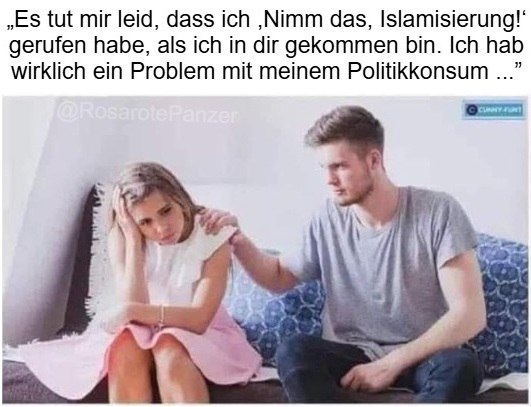 „Es tut mir leid, dass ich ‚Nimm das, Islamisierung!‘
gerufen habe, als ich in dir gekommen bin. Ich hab
wirklich ein Problem mit meinem Politikkonsum ...”
@RosarotePanzer